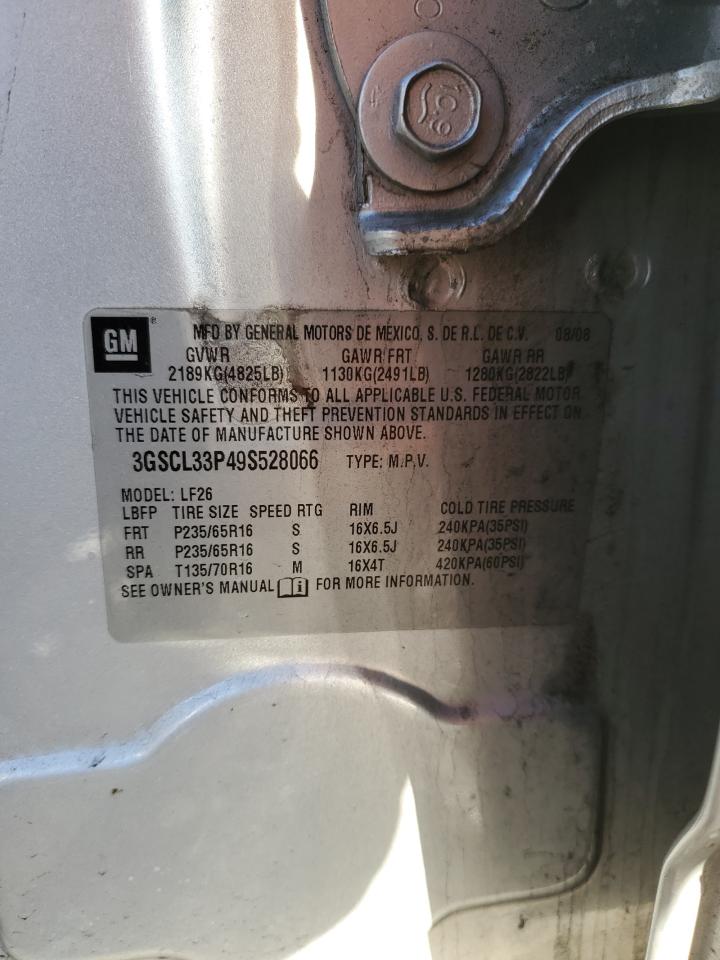 GM® MFD BY GENERAL MOTORS DE MEXICO, S. DE R.L. DE C.V. 08/08
GVWR GAWR FRT GAWR RR
2189KG(4825LB) 1130KG(2491LB) 1280KG(2822LB)
THIS VEHICLE CONFORMS TO ALL APPLICABLE U.S. FEDERAL MOTOR
VEHICLE SAFETY AND THEFT PREVENTION STANDARDS IN EFFECT ON
THE DATE OF MANUFACTURE SHOWN ABOVE.
3GSCL33P49S528066 TYPE: M.P.V.
MODEL: LF26
LBFP TIRE SIZE SPEED RTG RIM COLD TIRE PRESSURE
FRT P235/65R16 S 16X6.5J 240KPA(35PSI)
RR P235/65R16 S 16X6.5J 240KPA(35PSI)
SPA T135/70R16 M 16X4T 420KPA(60PSI)
SEE OWNER'S MANUAL FOR MORE INFORMATION.